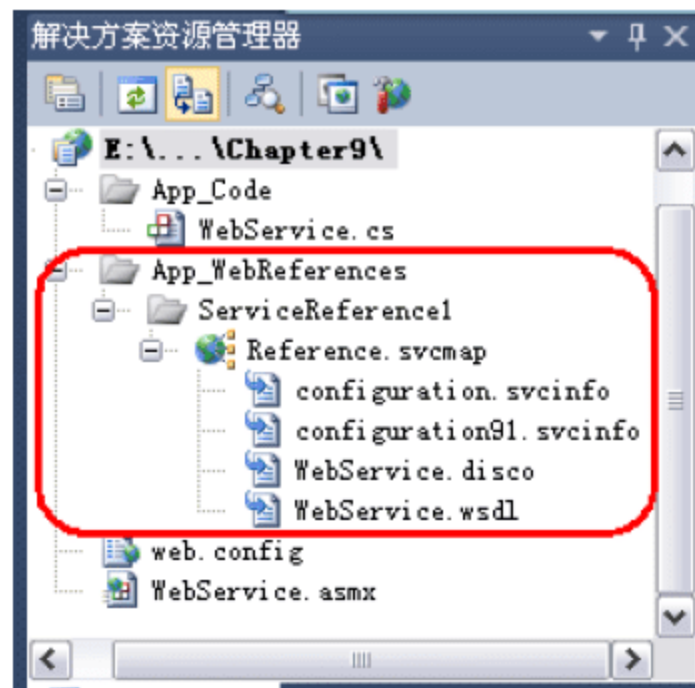 解决方案资源管理器
E:\...\Chapter9\
App_Code
WebService.cs
App_WebReferences
ServiceReference1
Reference.svcmap
configuration.svcinfo
configuration91.svcinfo
WebService.disco
WebService.wsdl
web.config
WebService.asmx